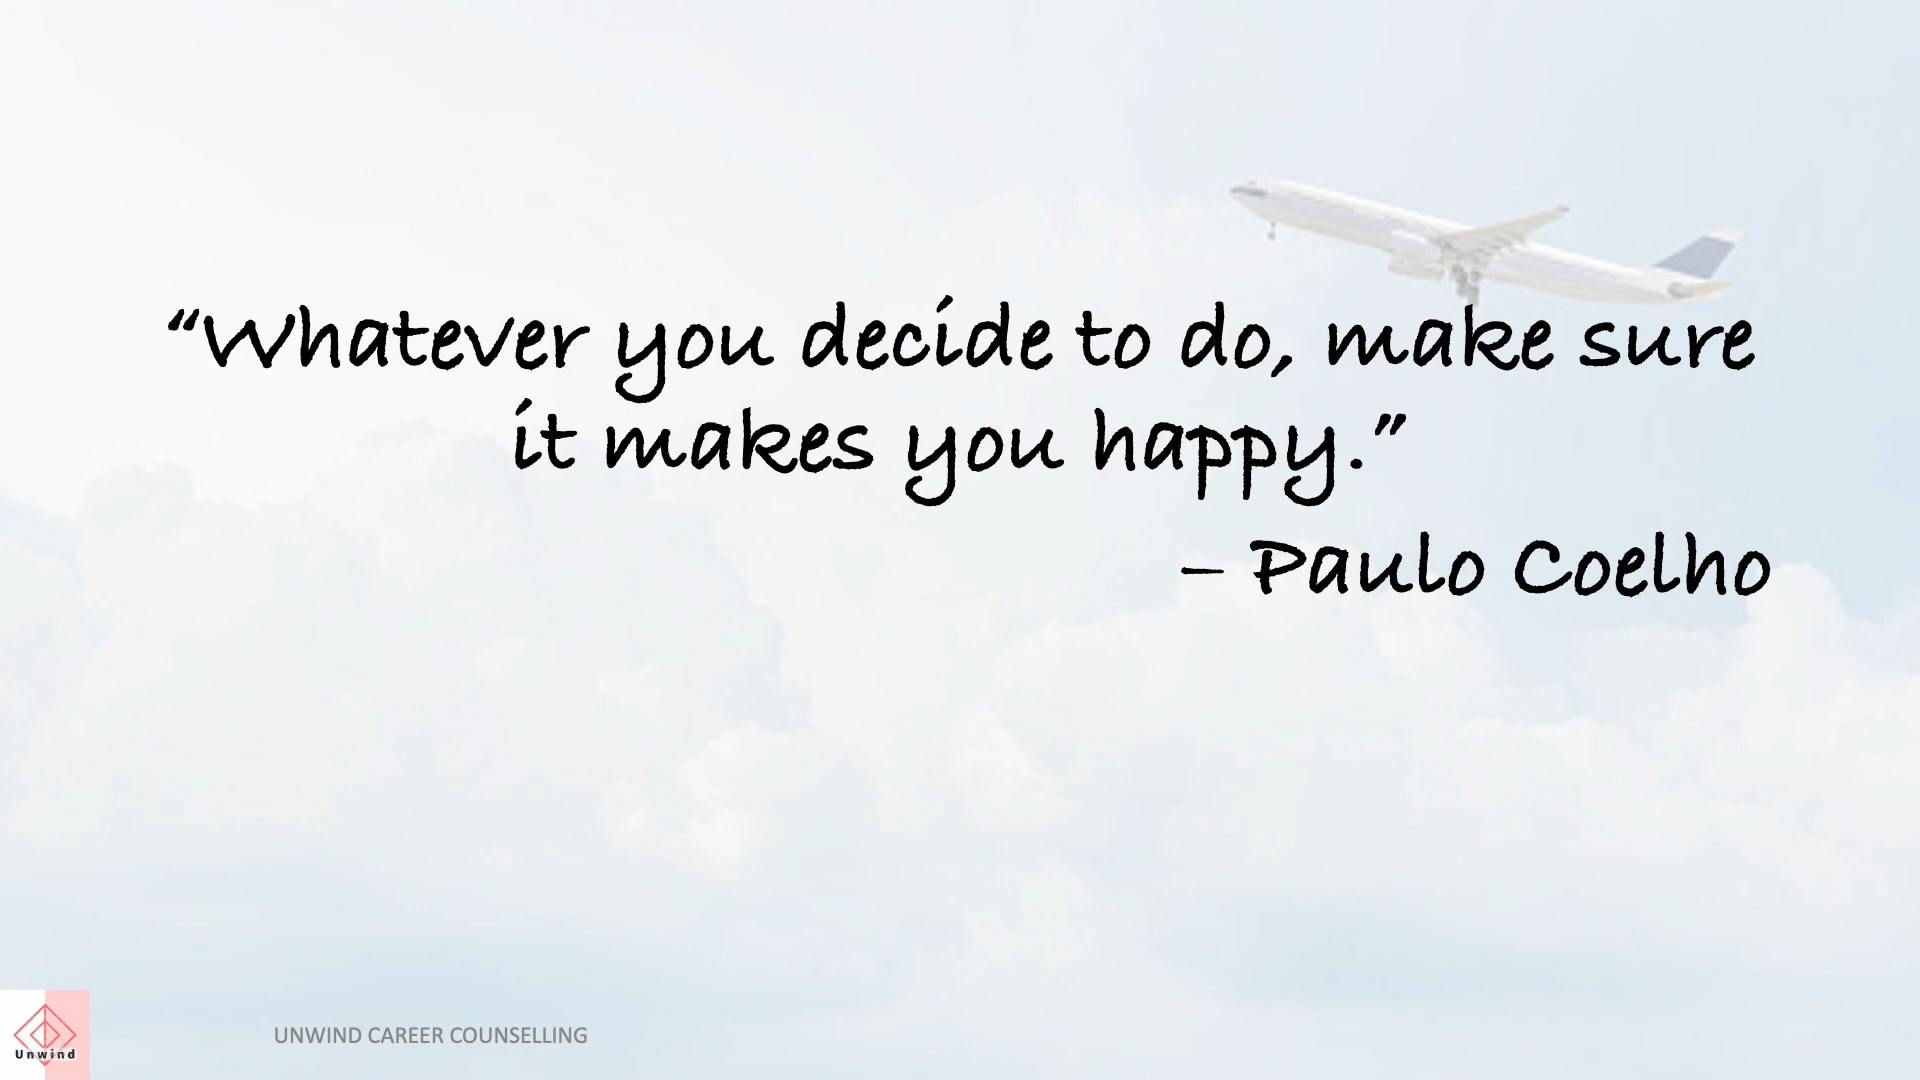 “Whatever you decide to do, make sure
it makes you happy.”
– Paulo Coelho
Unwind
UNWIND CAREER COUNSELLING